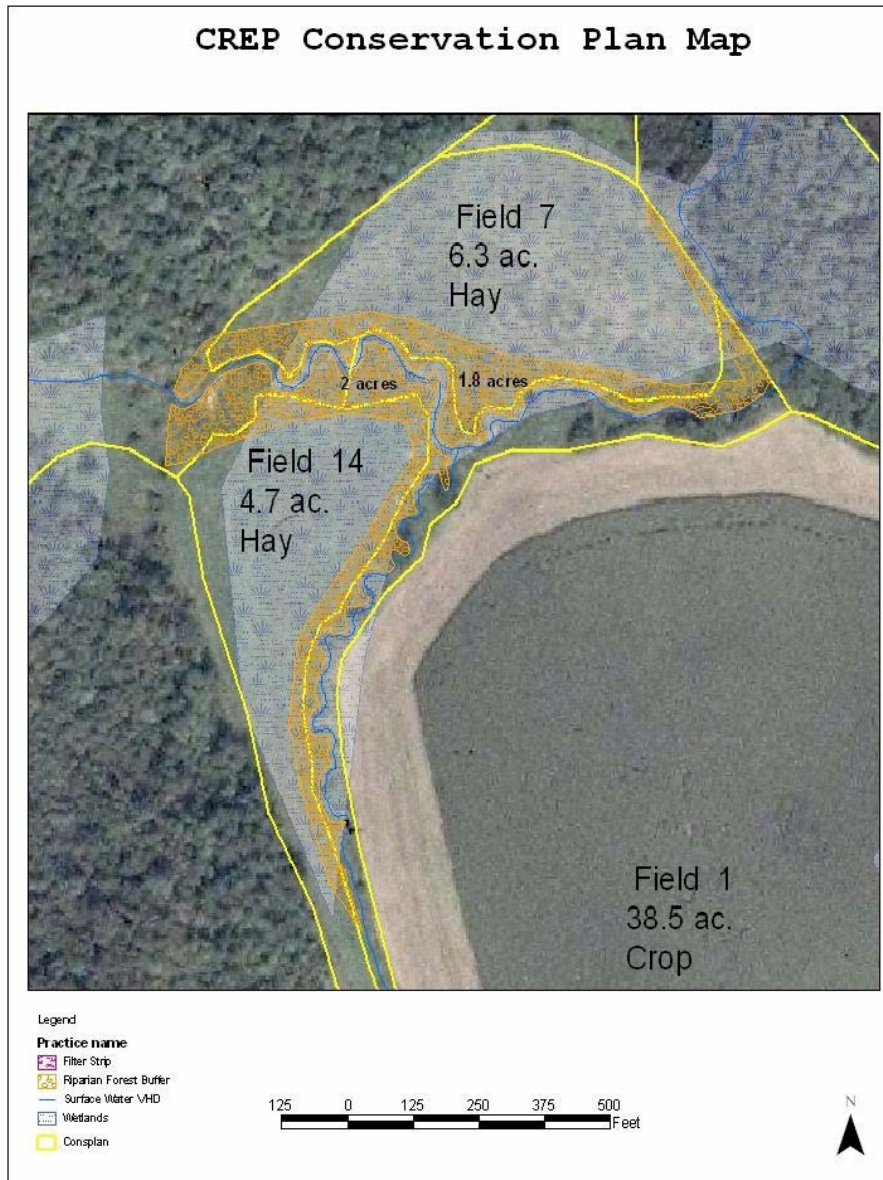 CREP Conservation Plan Map
Field 7
6.3 ac.
Hay
2 acres
1.8 acres
Field 14
4.7 ac.
Hay
Field 1
38.5 ac.
Crop
Legend
Practice name
Filter Strip
Riparian Forest Buffer
Surface Water VHD
Wetlands
Consplan
125 0 125 250 375 500
Feet
N